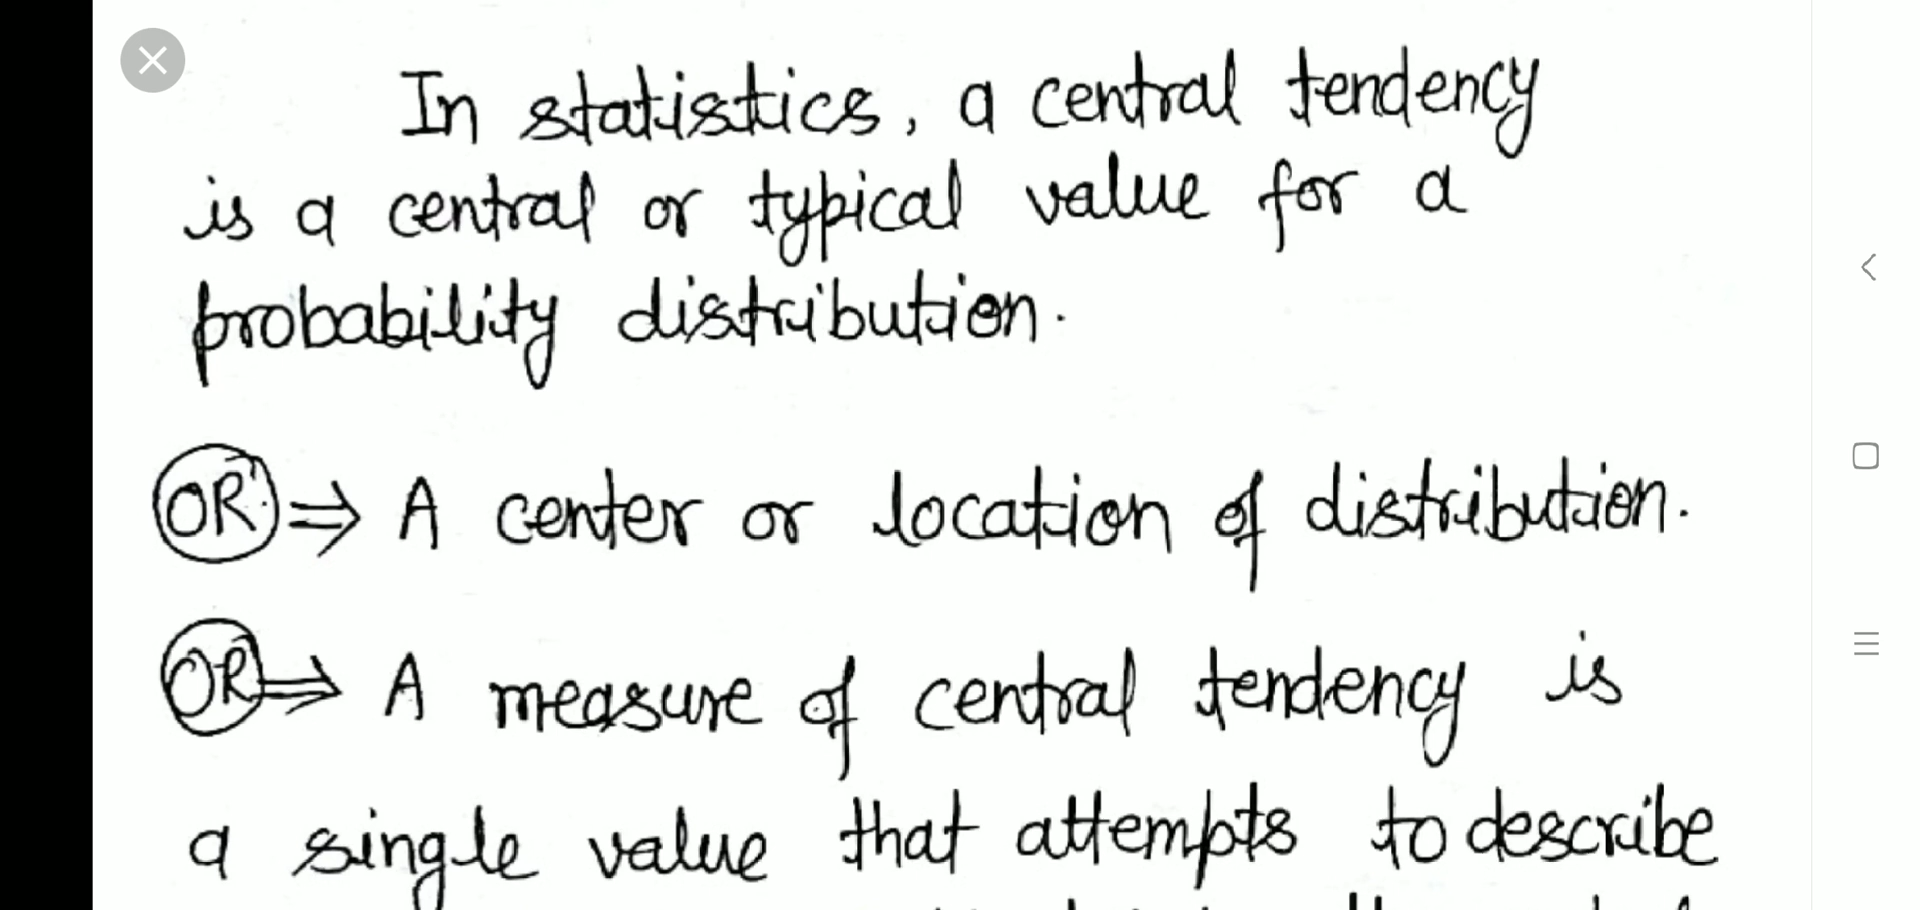 In statistics, a central tendency
is a central or typical value for a
probability distribution.
OR ⇒ A center or location of distribution.
OR ⇒ A measure of central tendency is
a single value that attempts to describe